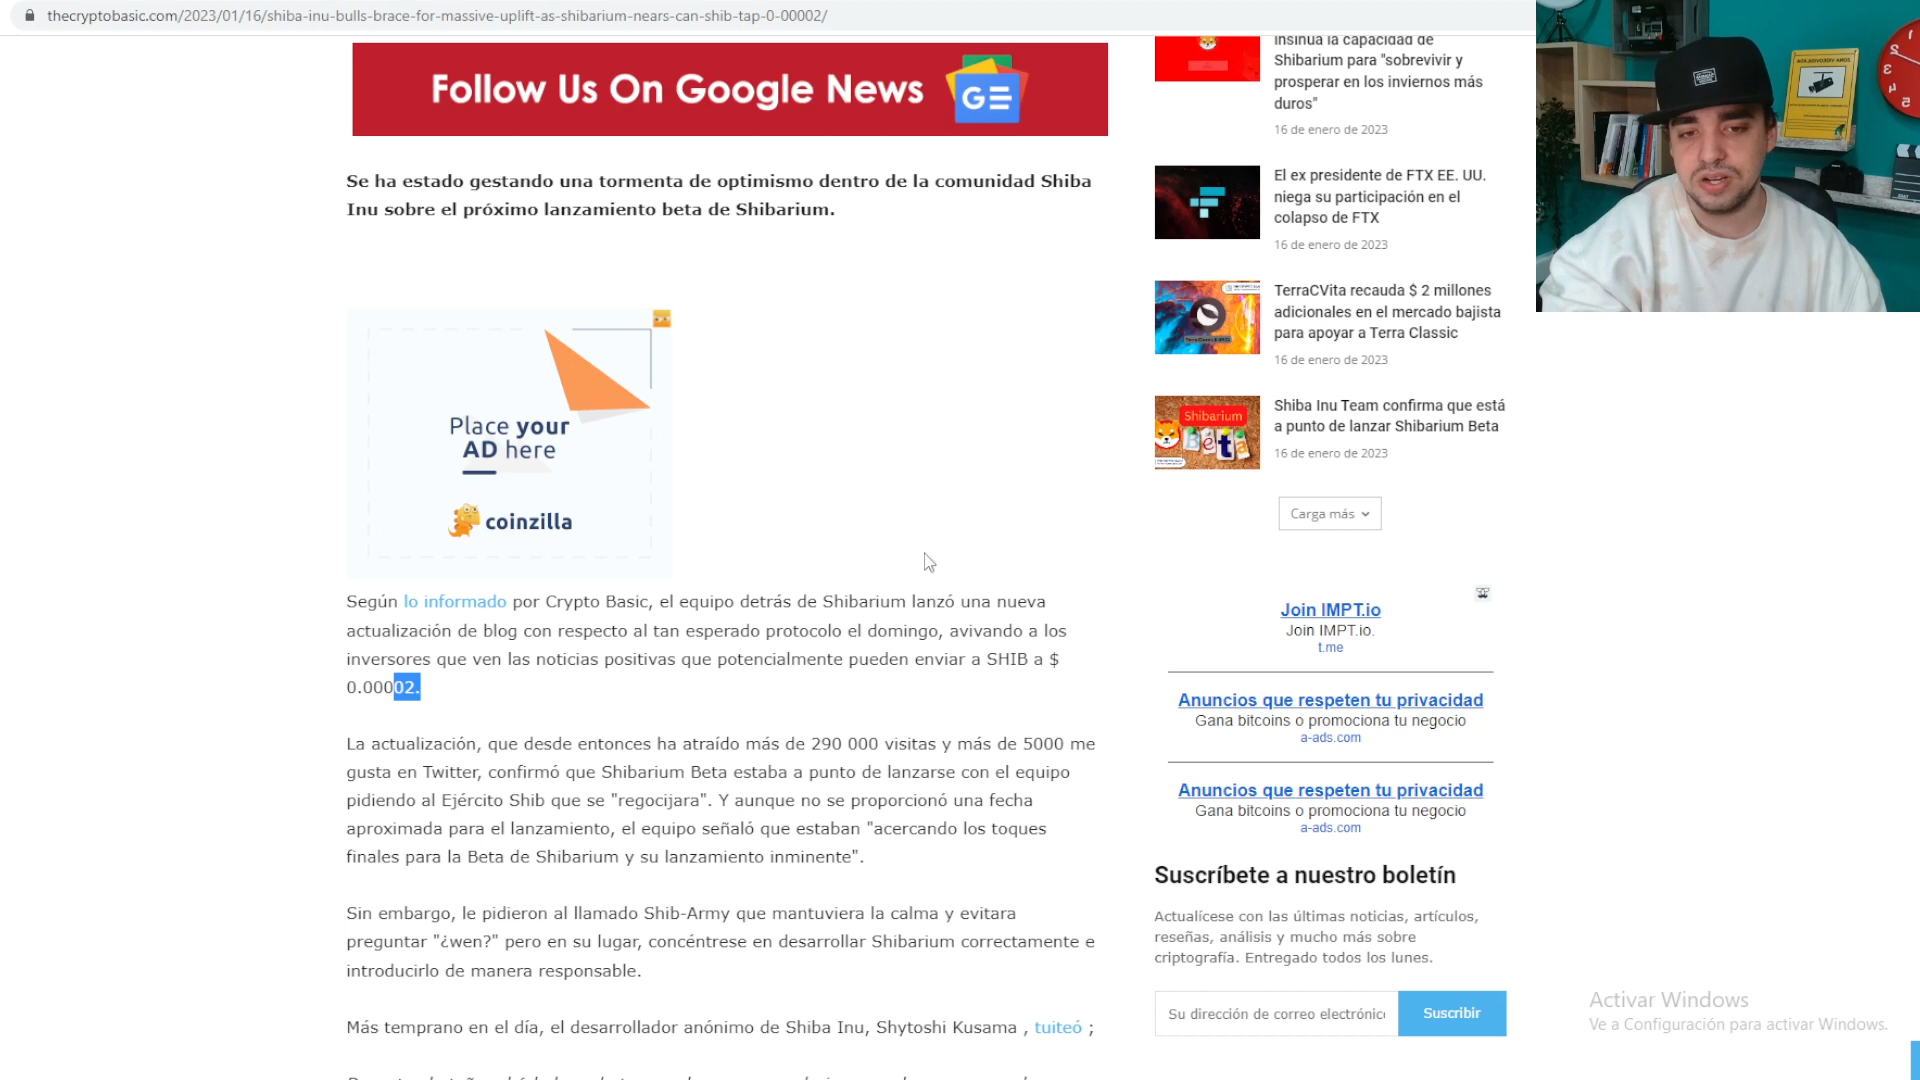 thecryptobasic.com/2023/01/16/shiba-inu-bulls-brace-for-massive-uplift-as-shibarium-nears-can-shib-tap-0-00002/
Follow Us On Google News
GE
Se ha estado gestando una tormenta de optimismo dentro de la comunidad Shiba
Inu sobre el próximo lanzamiento beta de Shibarium.
Place your
AD here
coinzilla
Según lo informado por Crypto Basic, el equipo detrás de Shibarium lanzó una nueva
actualización de blog con respecto al tan esperado protocolo el domingo, avivando a los
inversores que ven las noticias positivas que potencialmente pueden enviar a SHIB a $
0.00002.
La actualización, que desde entonces ha atraído más de 290 000 visitas y más de 5000 me
gusta en Twitter, confirmó que Shibarium Beta estaba a punto de lanzarse con el equipo
pidiendo al Ejército Shib que se "regocijara". Y aunque no se proporcionó una fecha
aproximada para el lanzamiento, el equipo señaló que estaban "acercando los toques
finales para la Beta de Shibarium y su lanzamiento inminente".
Sin embargo, le pidieron al llamado Shib-Army que mantuviera la calma y evitara
preguntar "¿wen?" pero en su lugar, concéntrese en desarrollar Shibarium correctamente e
introducirlo de manera responsable.
Más temprano en el día, el desarrollador anónimo de Shiba Inu, Shytoshi Kusama , tuiteó ;
insinúa la capacidad de
Shibarium para "sobrevivir y
prosperar en los inviernos más
duros"
16 de enero de 2023
El ex presidente de FTX EE. UU.
niega su participación en el
colapso de FTX
16 de enero de 2023
TerraCVita recauda $ 2 millones
adicionales en el mercado bajista
para apoyar a Terra Classic
16 de enero de 2023
Shibarium
Beta
Shiba Inu Team confirma que está
a punto de lanzar Shibarium Beta
16 de enero de 2023
Carga más
Join IMPT.io
Join IMPT.io.
t.me
Anuncios que respeten tu privacidad
Gana bitcoins o promociona tu negocio
a-ads.com
Anuncios que respeten tu privacidad
Gana bitcoins o promociona tu negocio
a-ads.com
Suscríbete a nuestro boletín
Actualícese con las últimas noticias, artículos,
reseñas, análisis y mucho más sobre
criptografía. Entregado todos los lunes.
Su dirección de correo electrónico
Suscribir
Activar Windows
Ve a Configuración para activar Windows.